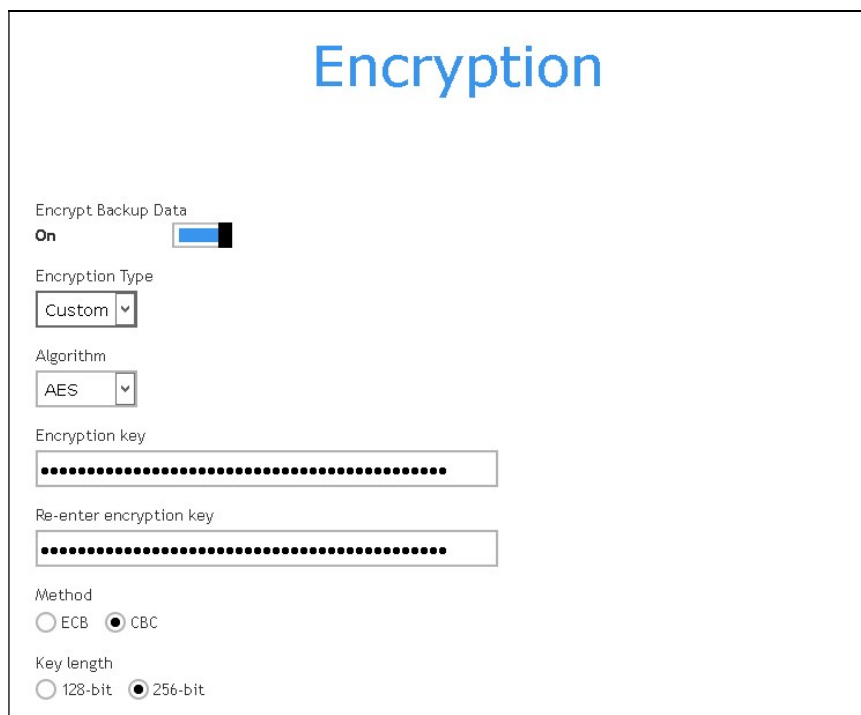 Encryption
Encrypt Backup Data
On
Encryption Type
Custom
Algorithm
AES
Encryption key
••••••••••••••••••••••••••••••••••••••••••••
Re-enter encryption key
••••••••••••••••••••••••••••••••••••••••••••
Method
ECB CBC
Key length
128-bit 256-bit